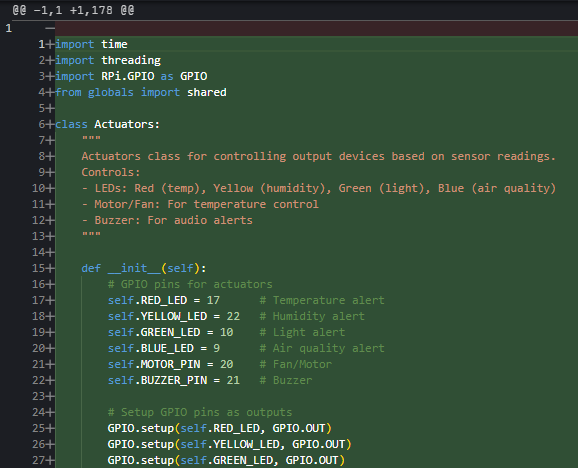 @@ -1,1 +1,178 @@
1 -
1+import time
2+import threading
3+import RPi.GPIO as GPIO
4+from globals import shared
5+
6+class Actuators:
7+    """
8+    Actuators class for controlling output devices based on sensor readings.
9+    Controls:
10+    - LEDs: Red (temp), Yellow (humidity), Green (light), Blue (air quality)
11+    - Motor/Fan: For temperature control
12+    - Buzzer: For audio alerts
13+    """
14+
15+    def __init__(self):
16+        # GPIO pins for actuators
17+        self.RED_LED = 17      # Temperature alert
18+        self.YELLOW_LED = 22   # Humidity alert
19+        self.GREEN_LED = 10    # Light alert
20+        self.BLUE_LED = 9      # Air quality alert
21+        self.MOTOR_PIN = 20    # Fan/Motor
22+        self.BUZZER_PIN = 21   # Buzzer
23+
24+        # Setup GPIO pins as outputs
25+        GPIO.setup(self.RED_LED, GPIO.OUT)
26+        GPIO.setup(self.YELLOW_LED, GPIO.OUT)
27+        GPIO.setup(self.GREEN_LED, GPIO.OUT)